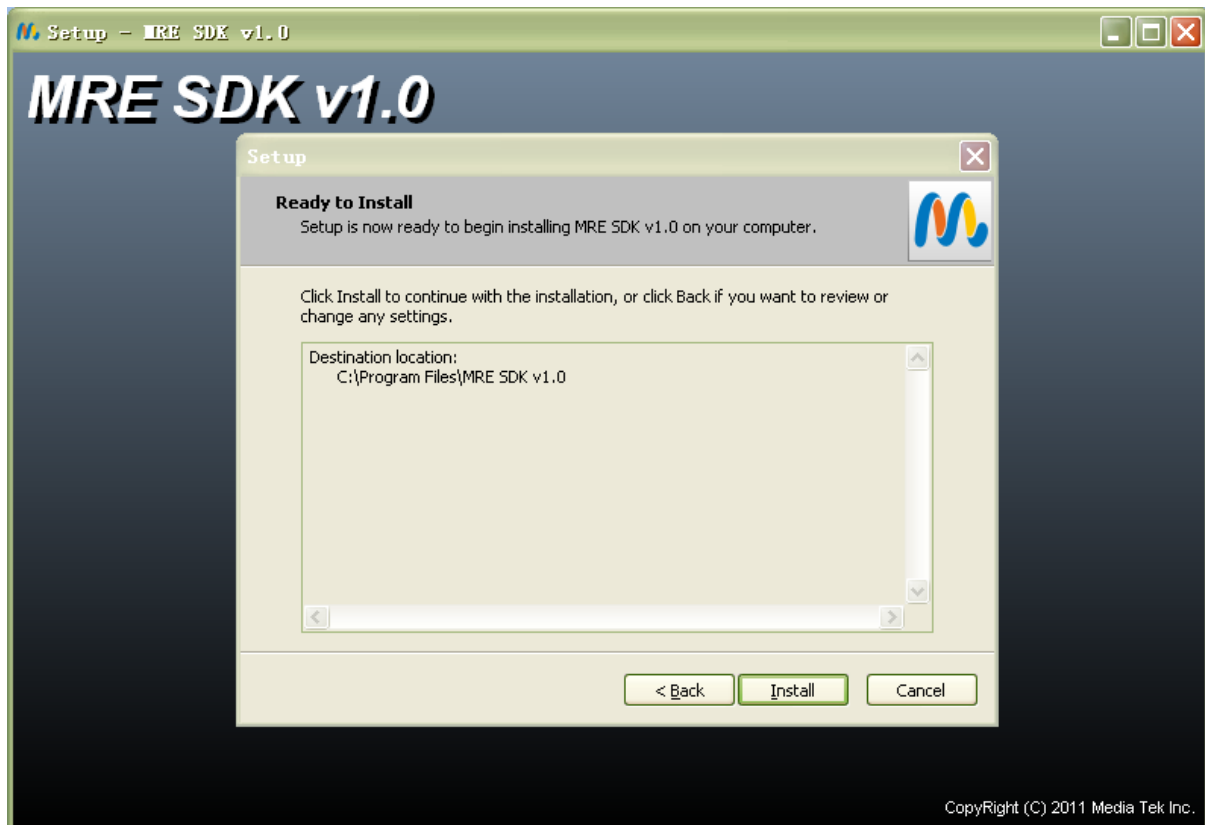 Setup - MRE SDK v1.0
MRE SDK v1.0
Setup
Ready to Install
Setup is now ready to begin installing MRE SDK v1.0 on your computer.
Click Install to continue with the installation, or click Back if you want to review or
change any settings.
Destination location:
C:\Program Files\MRE SDK v1.0
< Back
Install
Cancel
CopyRight (C) 2011 Media Tek Inc.